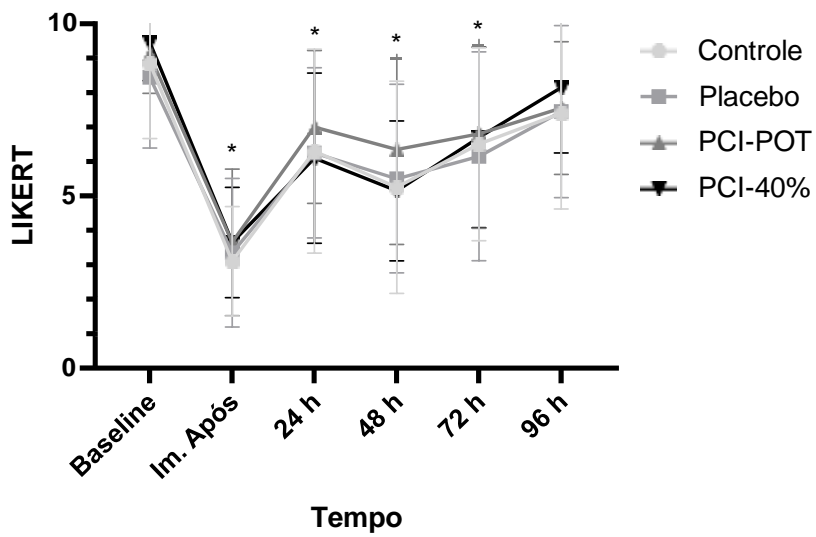 10
5
0
LIKERT
*
*
*
*
Baseline
Im. Após
24 h
48 h
72 h
96 h
Tempo
Controle
Placebo
PCI-POT
PCI-40%